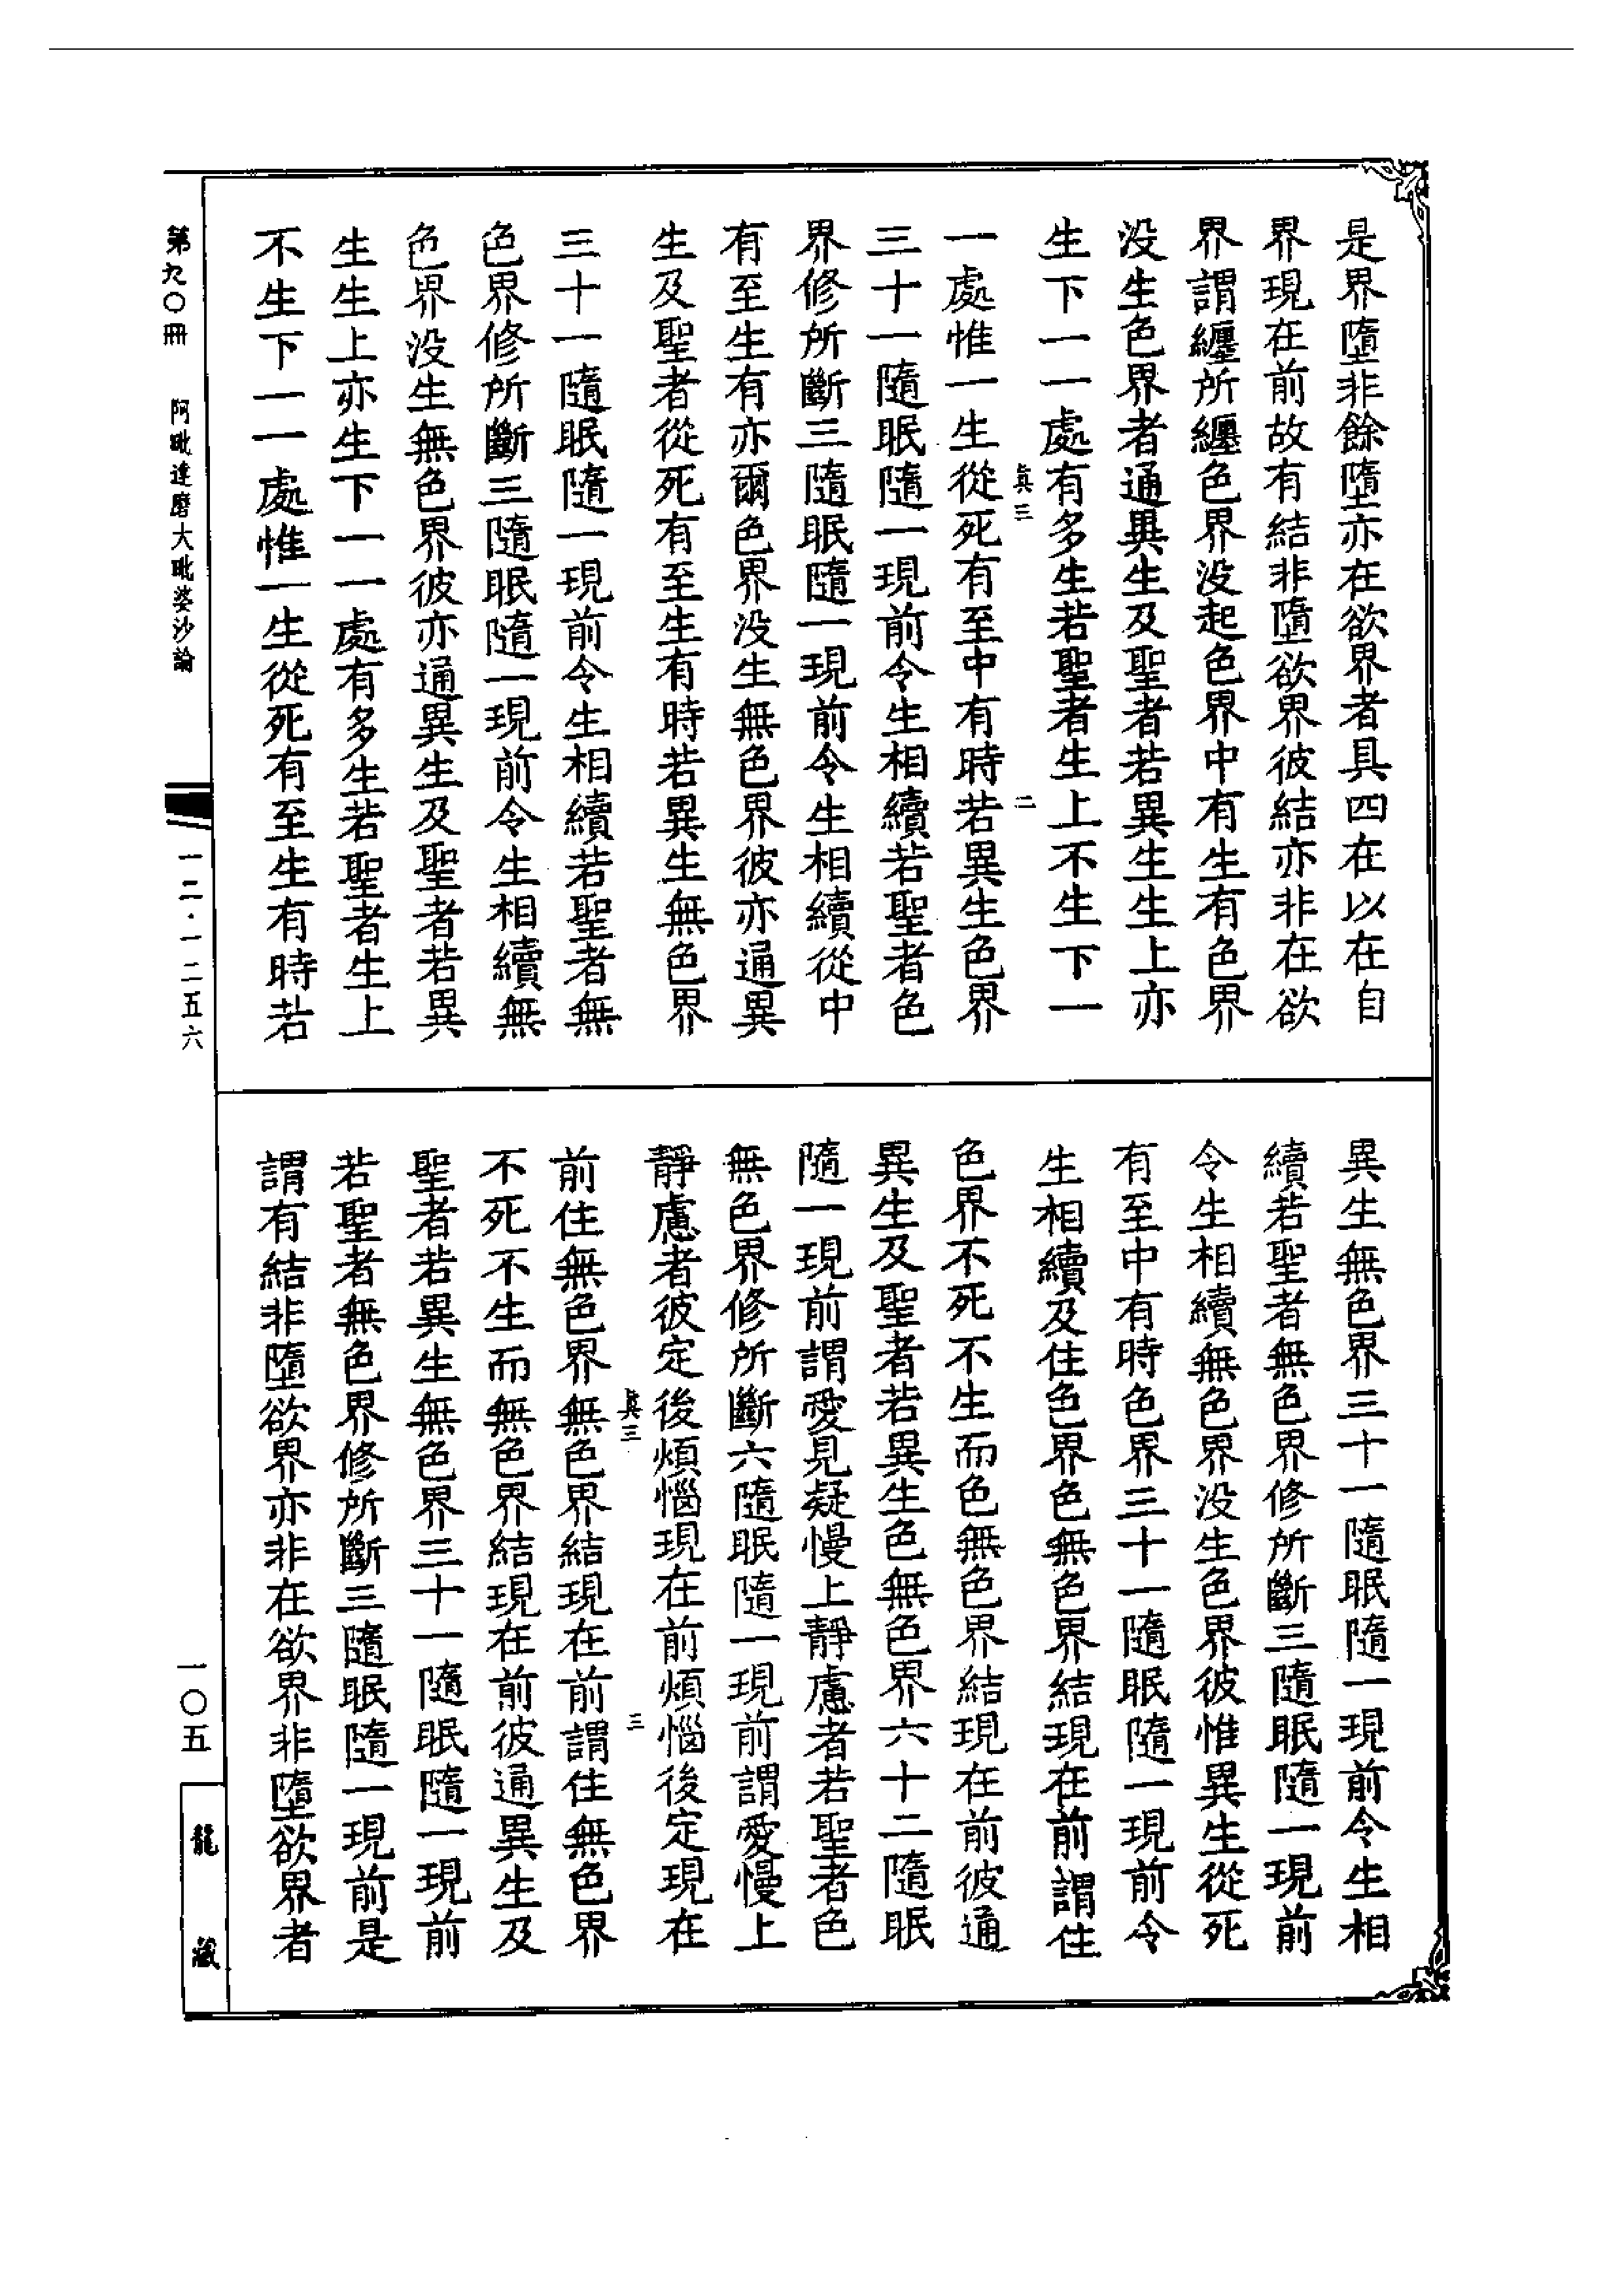 是界墮非餘墮亦在欲界者具四在以在自
界現在前故有結非墮欲界彼結亦非在欲
界謂纏所纏色界没起色界中有生有色界
没生色界者通異生及聖者若異生生上亦
生下一一處有多生若聖者生上不生下一
真三 二
一處惟一生從死有至中有時若異生色界
三十一隨眠隨一現前令生相續若聖者色
界修所斷三隨眠隨一現前令生相續從中
有至生有亦爾色界没生無色界彼亦通異
生及聖者從死有至生有時若異生無色界
三十一隨眠隨一現前令生相續若聖者無
色界修所斷三隨眠隨一現前令生相續無
色界没生無色界彼亦通異生及聖者若異
生生上亦生下一一處有多生若聖者生上
不生下一一處惟一生從死有至生有時若
異生無色界三十一隨眠隨一現前令生相
續若聖者無色界修所斷三隨眠隨一現前
令生相續無色界没生色界彼惟異生從死
有至中有時色界三十一隨眠隨一現前令
生相續及住色界色無色界結現在前謂住
色界不死不生而色無色界結現在前彼通
異生及聖者若異生色無色界六十二隨眠
隨一現前謂愛見疑慢上靜慮者若聖者色
無色界修所斷六隨眠隨一現前謂愛慢上
靜慮者彼定後煩惱現在前煩惱後定現在
真三 三
前住無色界無色界結現在前謂住無色界
不死不生而無色界結現在前彼通異生及
聖者若異生無色界三十一隨眠隨一現前
若聖者無色界修所斷三隨眠隨一現前是
謂有結非墮欲界亦非在欲界非墮欲界者
第九〇冊 阿毗達磨大毗婆沙論
一二·一二五六
一〇五
龍藏